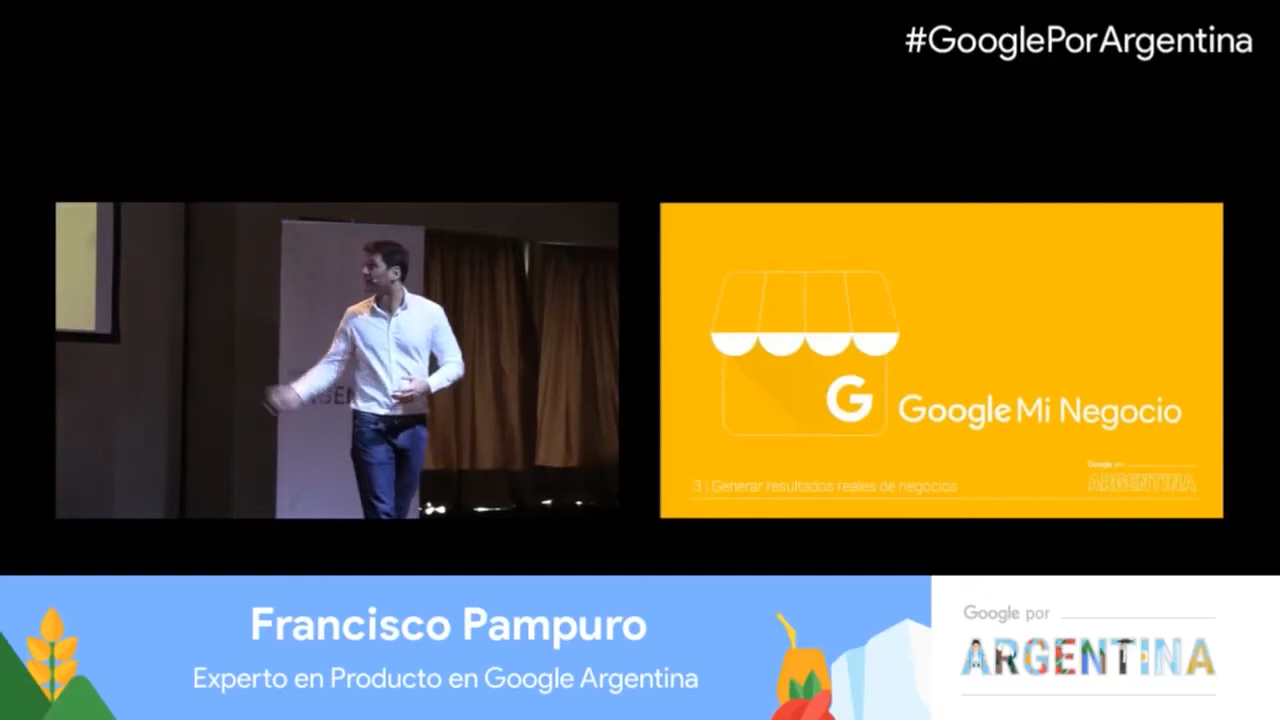 #GooglePorArgentina
G
Google Mi Negocio
3 | Generar resultados reales de negocios
Google por
ARGENTINA
Francisco Pampuro
Experto en Producto en Google Argentina
Google por
ARGENTINA